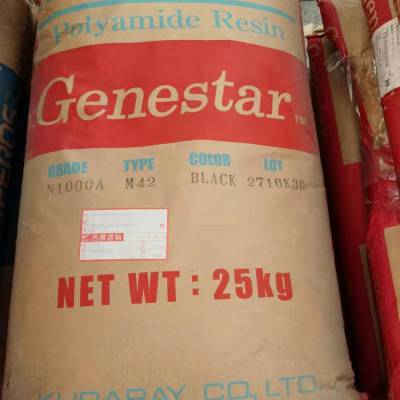 Polyamide Resin
Genestar TM
GRADE TYPE COLOR LOT
N1000A M42 BLACK 2716K30
NET WT: 25kg
KURARAY CO., LTD.